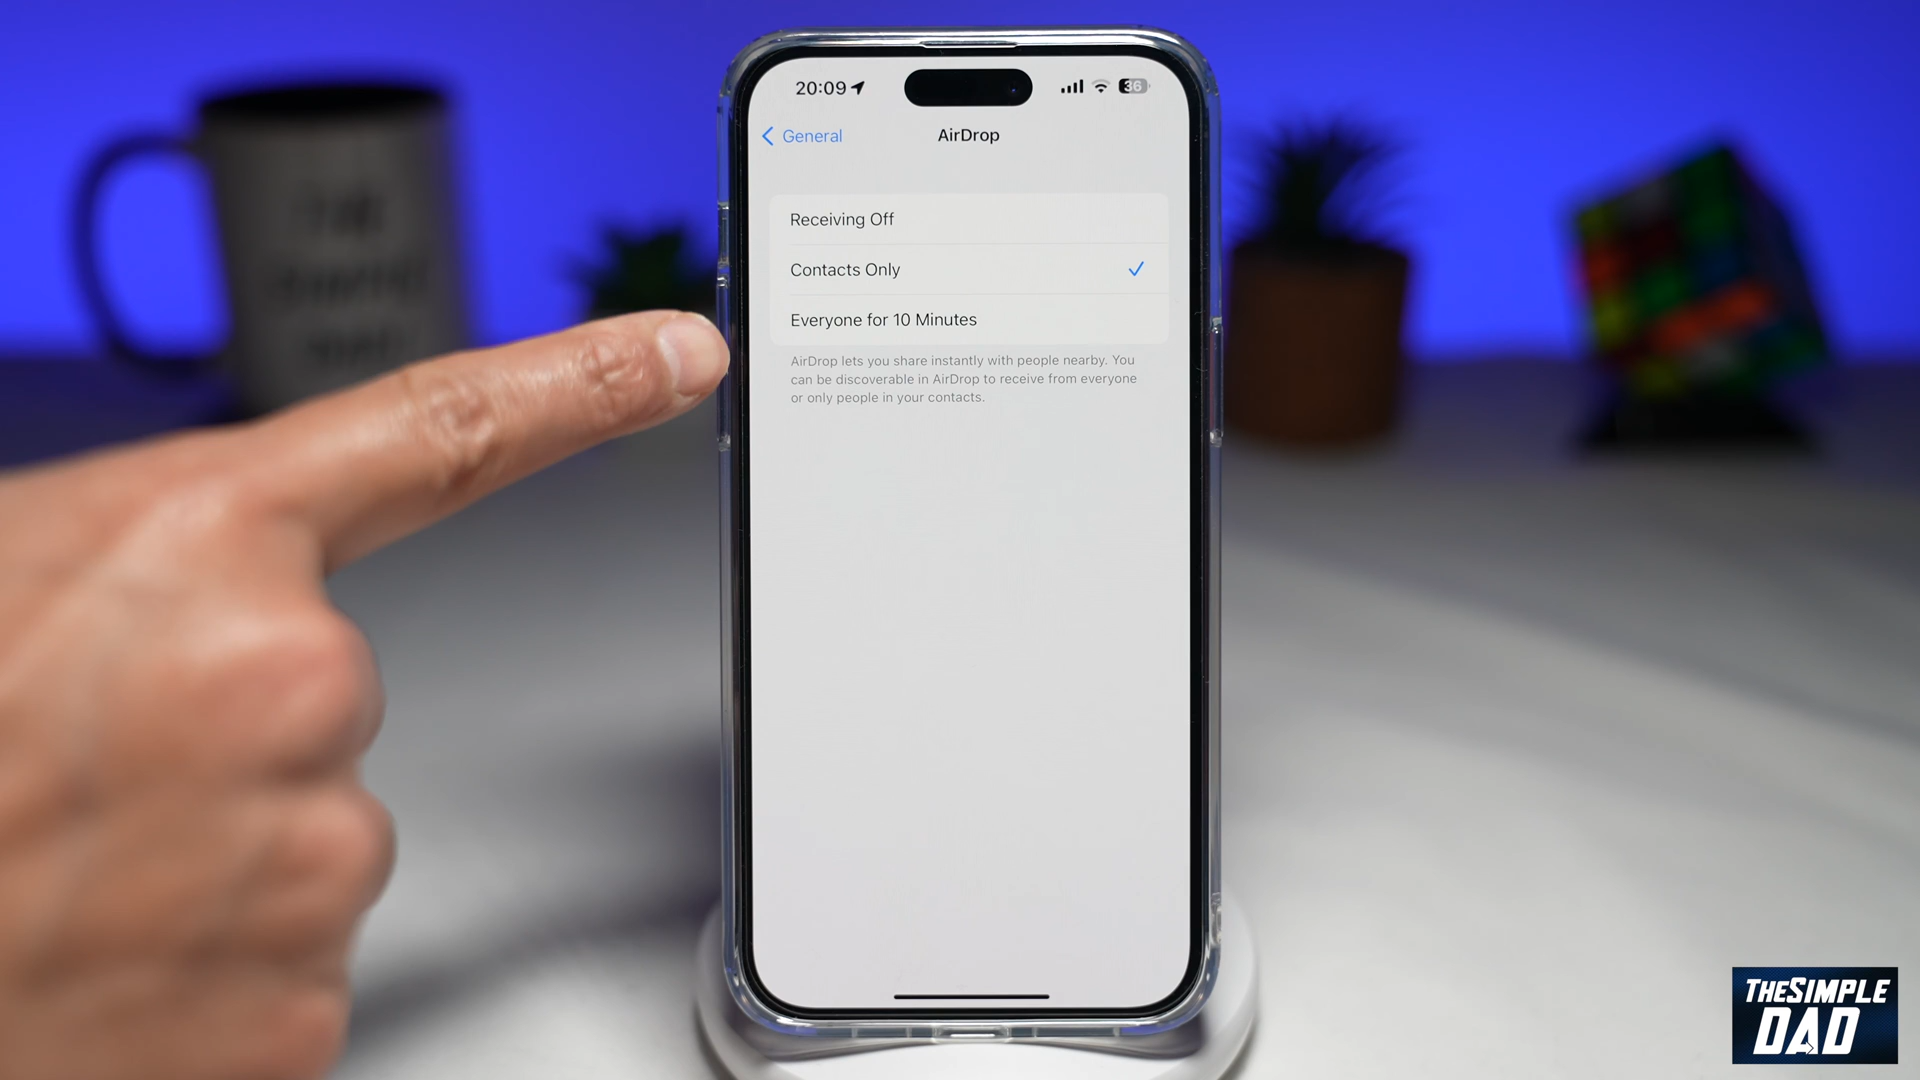 20:09
36
General
AirDrop
Receiving Off
Contacts Only
Everyone for 10 Minutes
AirDrop lets you share instantly with people nearby. You
can be discoverable in AirDrop to receive from everyone
or only people in your contacts.
THESIMPLE
DAD